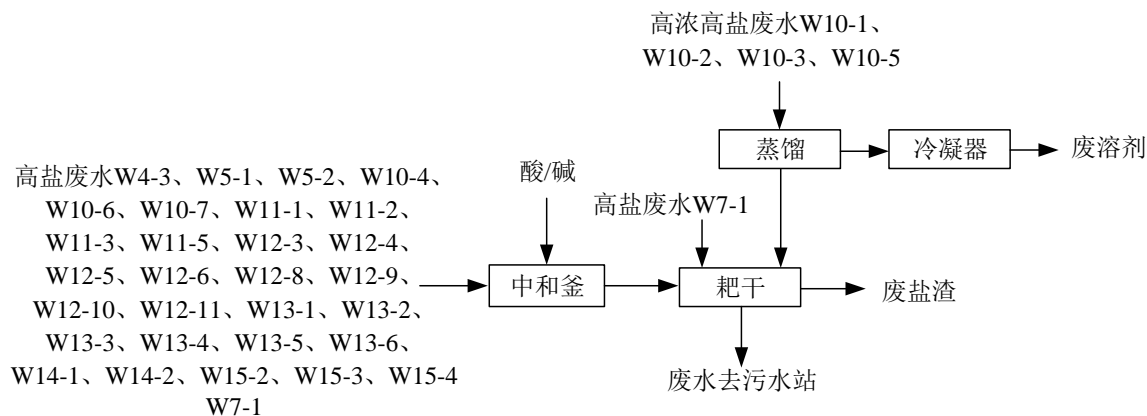 高浓高盐废水W10-1、
W10-2、W10-3、W10-5
蒸馏
冷凝器
废溶剂
高盐废水W4-3、W5-1、W5-2、W10-4、
W10-6、W10-7、W11-1、W11-2、
W11-3、W11-5、W12-3、W12-4、
W12-5、W12-6、W12-8、W12-9、
W12-10、W12-11、W13-1、W13-2、
W13-3、W13-4、W13-5、W13-6、
W14-1、W14-2、W15-2、W15-3、W15-4
W7-1
酸/碱
高盐废水W7-1
中和釜
耙干
废盐渣
废水去污水站